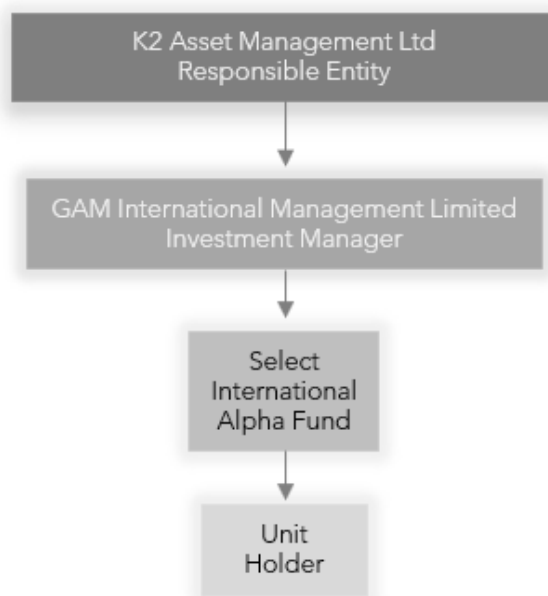 K2 Asset Management Ltd
Responsible Entity
GAM International Management Limited
Investment Manager
Select
International
Alpha Fund
Unit
Holder